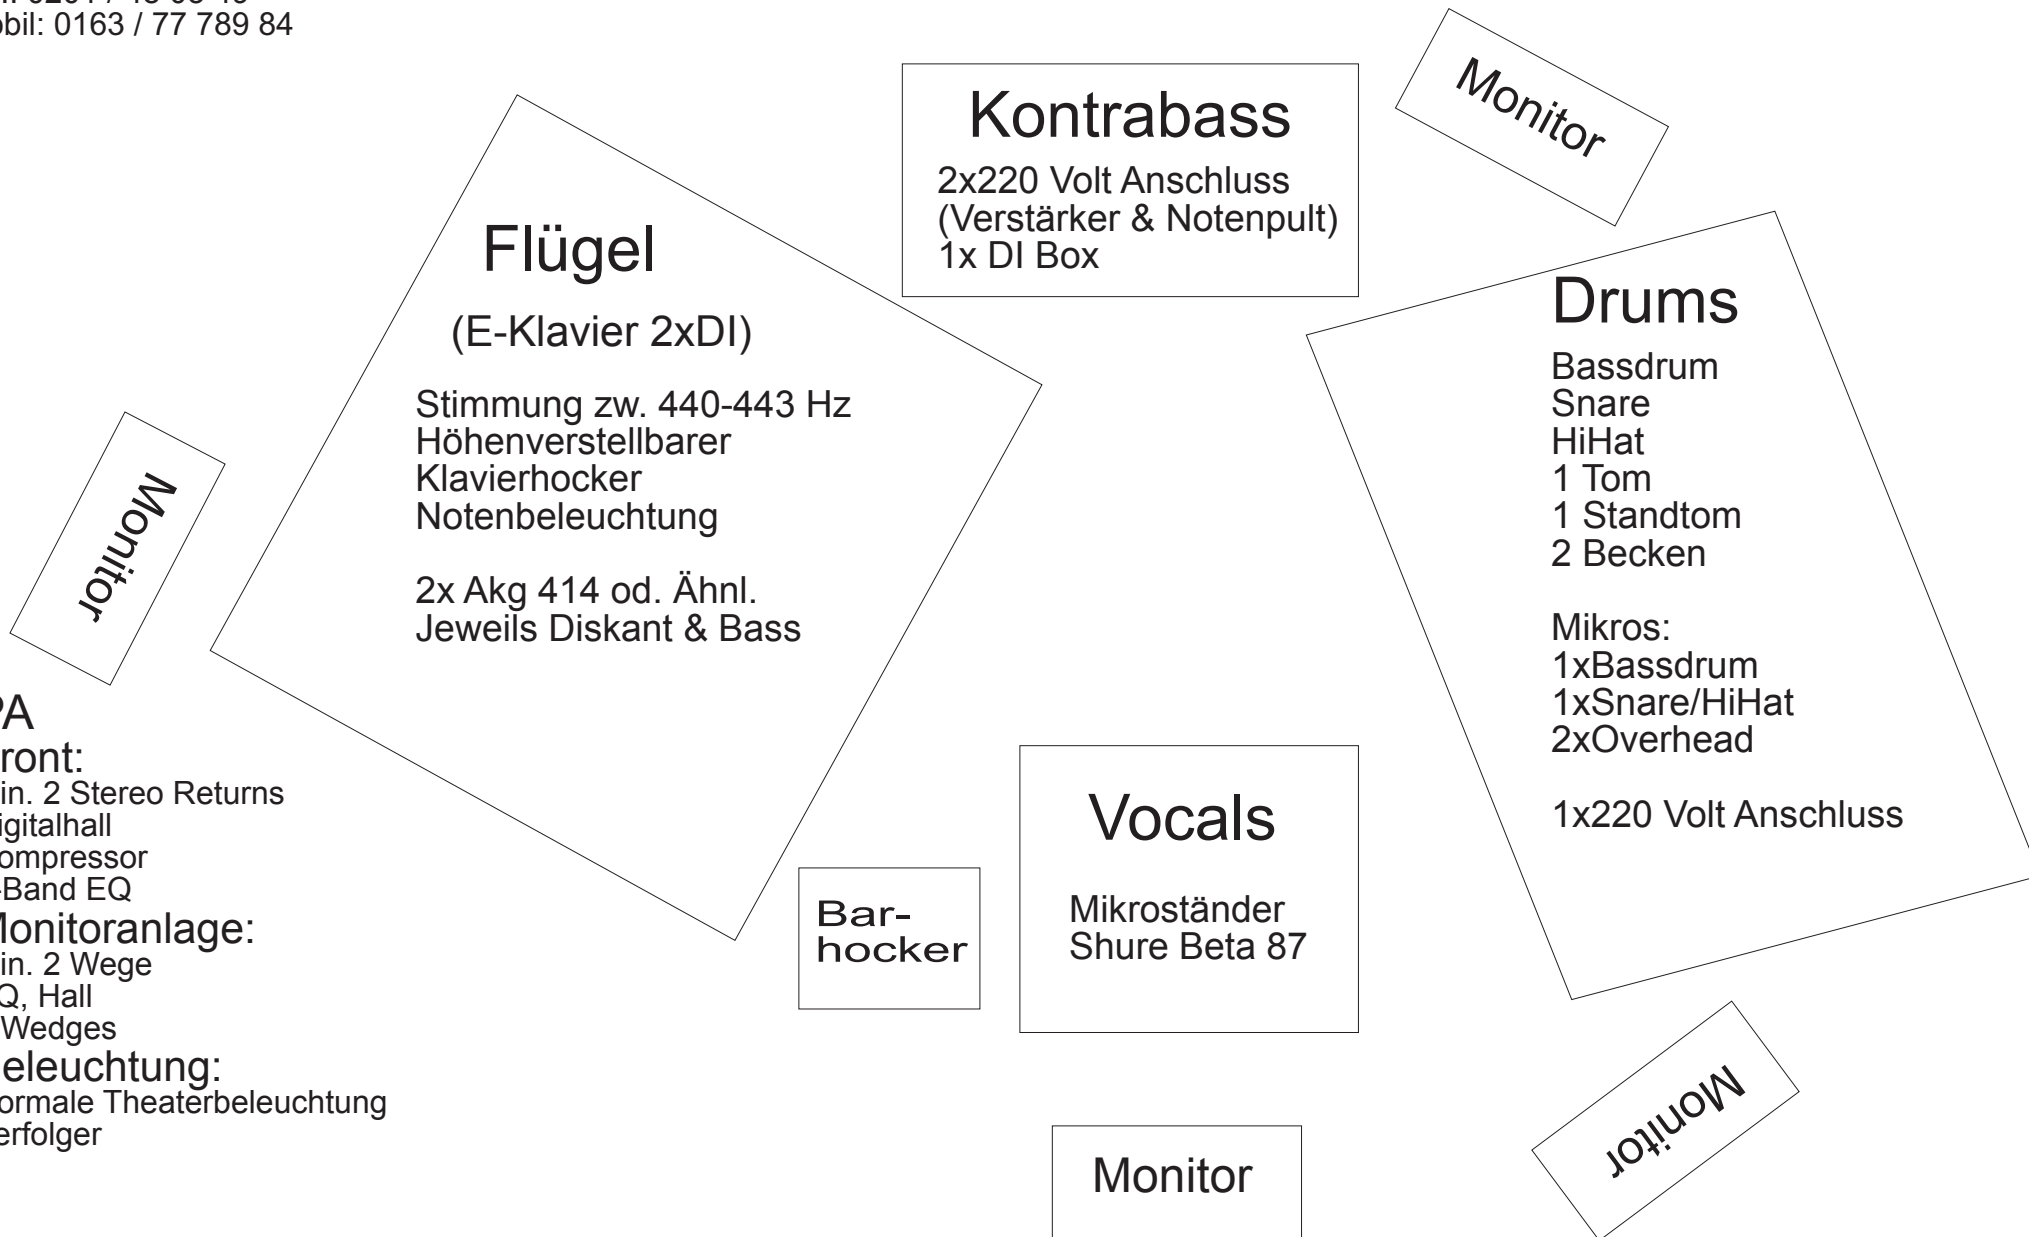 obil: 0163 / 77 789 84
Kontrabass
2x220 Volt Anschluss
(Verstärker & Notenpult)
1x DI Box
Monitor
Flügel
(E-Klavier 2xDI)
Stimmung zw. 440-443 Hz
Höhenverstellbarer
Klavierhocker
Notenbeleuchtung
2x Akg 414 od. Ähnl.
Jeweils Diskant & Bass
Drums
Bassdrum
Snare
HiHat
1 Tom
1 Standtom
2 Becken
Mikros:
1xBassdrum
1xSnare/HiHat
2xOverhead
1x220 Volt Anschluss
Monitor
PA
ront:
in. 2 Stereo Returns
igitalhall
ompressor
-Band EQ
Monitoranlage:
in. 2 Wege
Q, Hall
Wedges
eleuchtung:
ormale Theaterbeleuchtung
erfolger
Bar-
hocker
Vocals
Mikroständer
Shure Beta 87
Monitor
Monitor